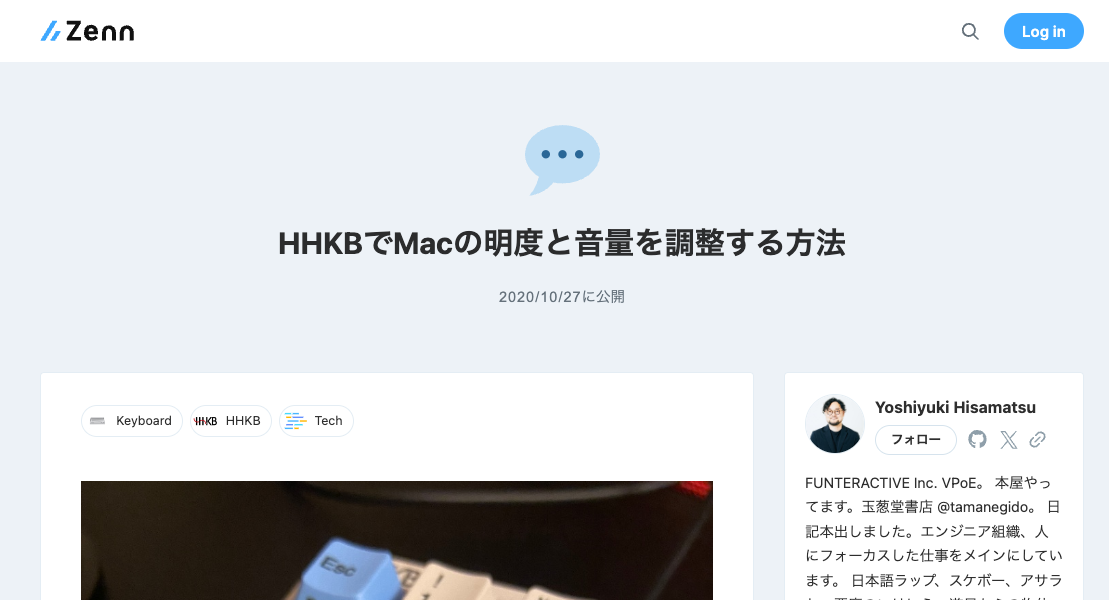 Zenn
Log in
HHKBでMacの明度と音量を調整する方法
2020/10/27に公開
Keyboard
HHKB HHKB
Tech
Yoshiyuki Hisamatsu
フォロー
FUNTERACTIVE Inc. VPoE。 本屋やっ
てます。玉葱堂書店 @tamanegido。 日
記本出しました。エンジニア組織、人
にフォーカスした仕事をメインにしてい
ます。 日本語ラップ、スケボー、アサラ
Esc
1